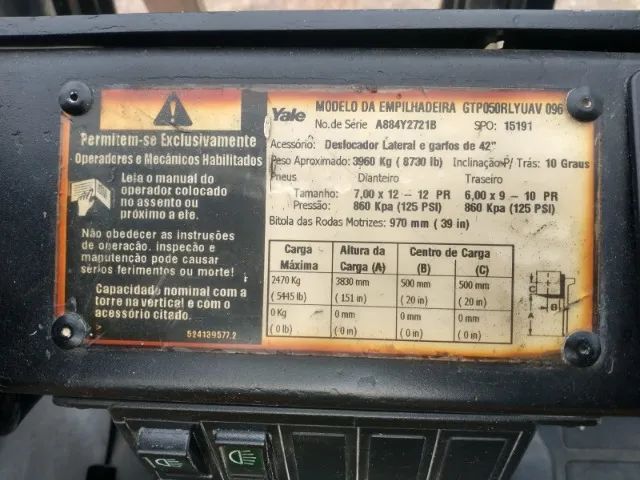 Permitem-se Exclusivamente
Operadores e Mecánicos Habilitados
Leia o manual do
operador colocado
no assento ou
próximo a ele.
Não obedecer as instruções
de operação, inspeção e
manutenção pode causar
sérios ferimentos ou morte!
Capacidade nominal com a
torre na vertical e com o
acessório citado.
524139577 2
Yale MODELO DA EMPILHADEIRA GTP050RLYUAV 096
No. de Série A884Y2721B SPO: 15191
Acessório: Deslocador Lateral e garfos de 42"
Peso Aproximado: 3960 Kg ( 8730 lb) Inclinação P/ Trás: 10 Graus
Pneus Dianteiro Traseiro
Tamanho: 7,00 x 12 - 12 PR 6,00 x 9 - 10 PR
Pressão: 860 Kpa (125 PSI) 860 Kpa (125 PSI)
Bitola das Rodas Motrizes: 970 mm ( 39 in)
Carga Máxima Altura da Carga (A) Centro de Carga (B) (C)
2470 Kg 3830 mm 500 mm 500 mm
( 5445 lb) ( 151 in) ( 20 in) ( 20 in)
0 Kg 0 mm 0 mm 0 mm
( 0 lb) ( 0 in) ( 0 in) ( 0 in)
C
B
A